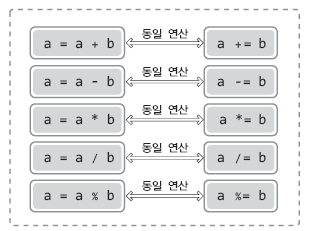 a = a + b 동일 연산 a += b
a = a - b 동일 연산 a -= b
a = a * b 동일 연산 a *= b
a = a / b 동일 연산 a /= b
a = a % b 동일 연산 a %= b